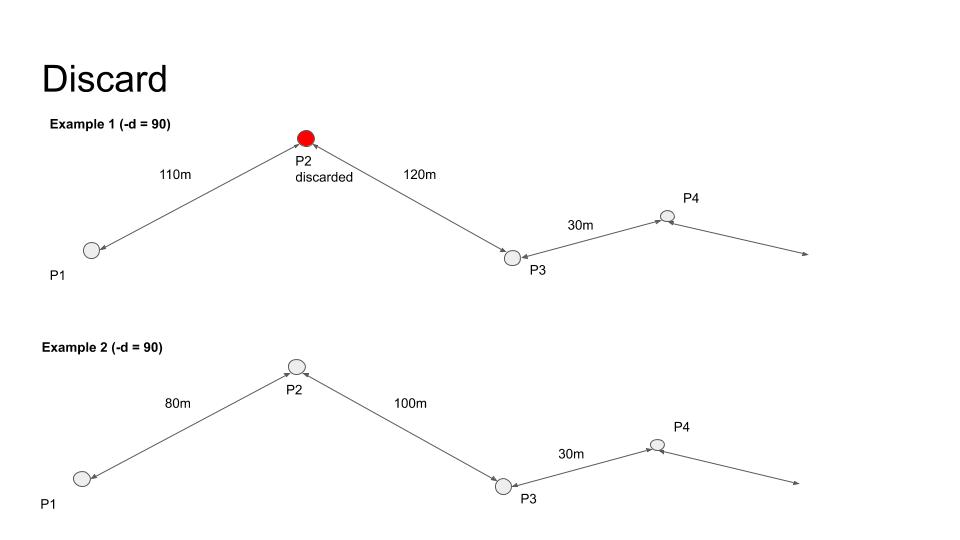 Discard
Example 1 (-d = 90)
P2
discarded
110m
120m
P4
30m
P1
P3
Example 2 (-d = 90)
P2
80m
100m
P4
30m
P1
P3